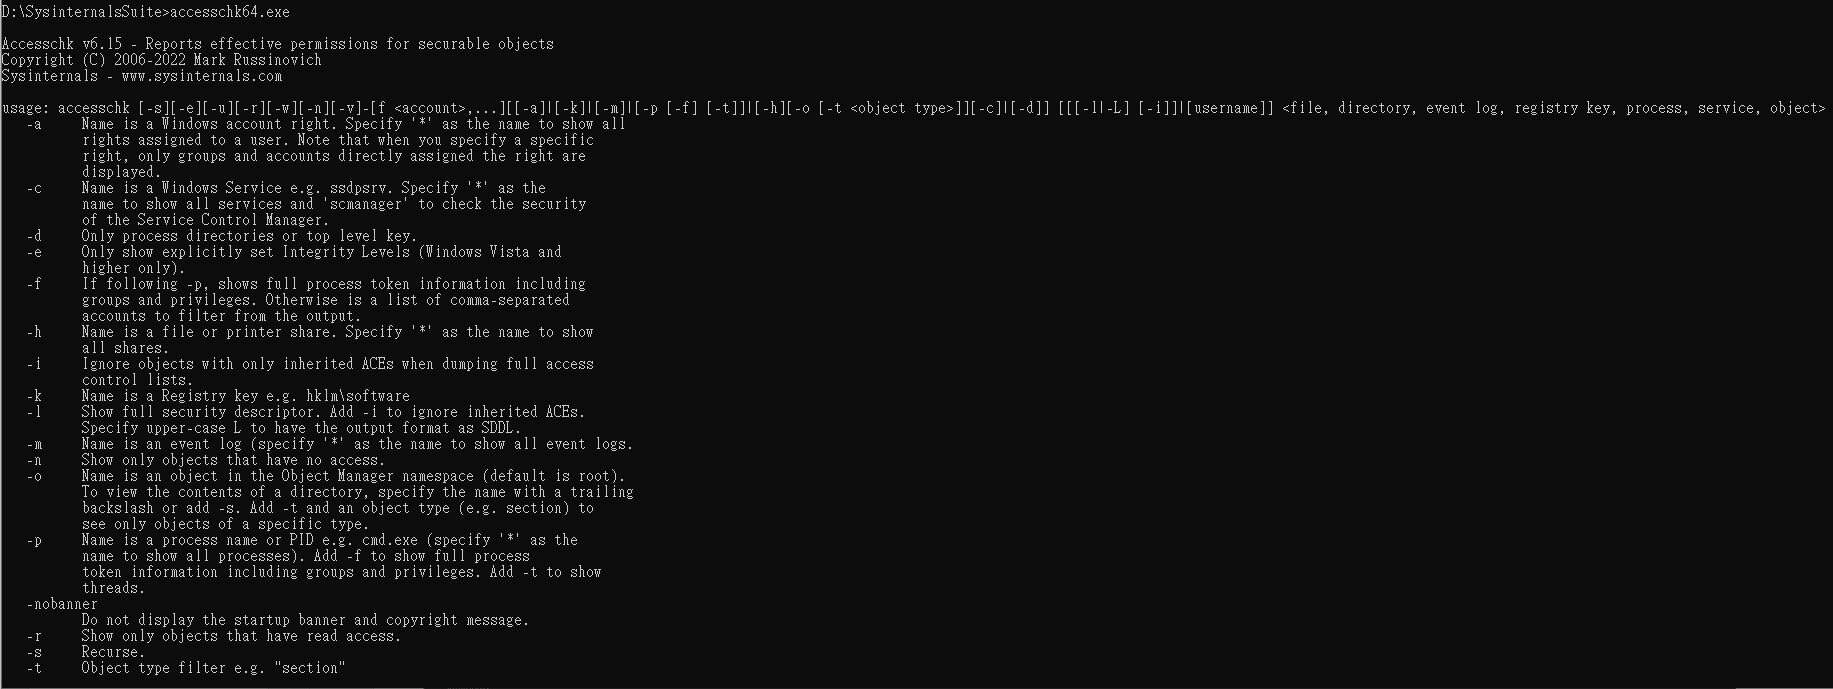 D:\SysinternalsSuite>accesschk64.exe
Accesschk v6.15 - Reports effective permissions for securable objects
Copyright (C) 2006-2022 Mark Russinovich
Sysinternals - www.sysinternals.com
usage: accesschk [-s][-e][-u][-r][-w][-n][-v]-[f <account>,...][[-a]|[-k]|[-m]|[-p [-f] [-t]]|[-h][-o [-t <object type>]][-c]|[-d]] [[[-l|-L] [-i]]|[username]] <file, directory, event log, registry key, process, service, object>
-a Name is a Windows account right. Specify '*' as the name to show all
rights assigned to a user. Note that when you specify a specific
right, only groups and accounts directly assigned the right are
displayed.
-c Name is a Windows Service e.g. ssdpsrv. Specify '*' as the
name to show all services and 'scmanager' to check the security
of the Service Control Manager.
-d Only process directories or top level key.
-e Only show explicitly set Integrity Levels (Windows Vista and
higher only).
-f If following -p, shows full process token information including
groups and privileges. Otherwise is a list of comma-separated
accounts to filter from the output.
-h Name is a file or printer share. Specify '*' as the name to show
all shares.
-i Ignore objects with only inherited ACEs when dumping full access
control lists.
-k Name is a Registry key e.g. hklm\software
-l Show full security descriptor. Add -i to ignore inherited ACEs.
Specify upper-case L to have the output format as SDDL.
-m Name is an event log (specify '*' as the name to show all event logs.
-n Show only objects that have no access.
-o Name is an object in the Object Manager namespace (default is root).
To view the contents of a directory, specify the name with a trailing
backslash or add -s. Add -t and an object type (e.g. section) to
see only objects of a specific type.
-p Name is a process name or PID e.g. cmd.exe (specify '*' as the
name to show all processes). Add -f to show full process
token information including groups and privileges. Add -t to show
threads.
-nobanner
Do not display the startup banner and copyright message.
-r Show only objects that have read access.
-s Recurse.
-t Object type filter e.g. "section"